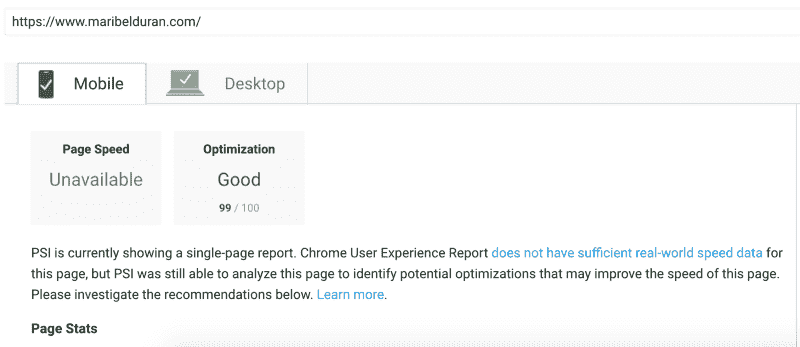 https://www.maribelduran.com/
Mobile
Desktop
Page Speed
Unavailable
Optimization
Good
99 / 100
PSI is currently showing a single-page report. Chrome User Experience Report does not have sufficient real-world speed data for
this page, but PSI was still able to analyze this page to identify potential optimizations that may improve the speed of this page.
Please investigate the recommendations below. Learn more.
Page Stats